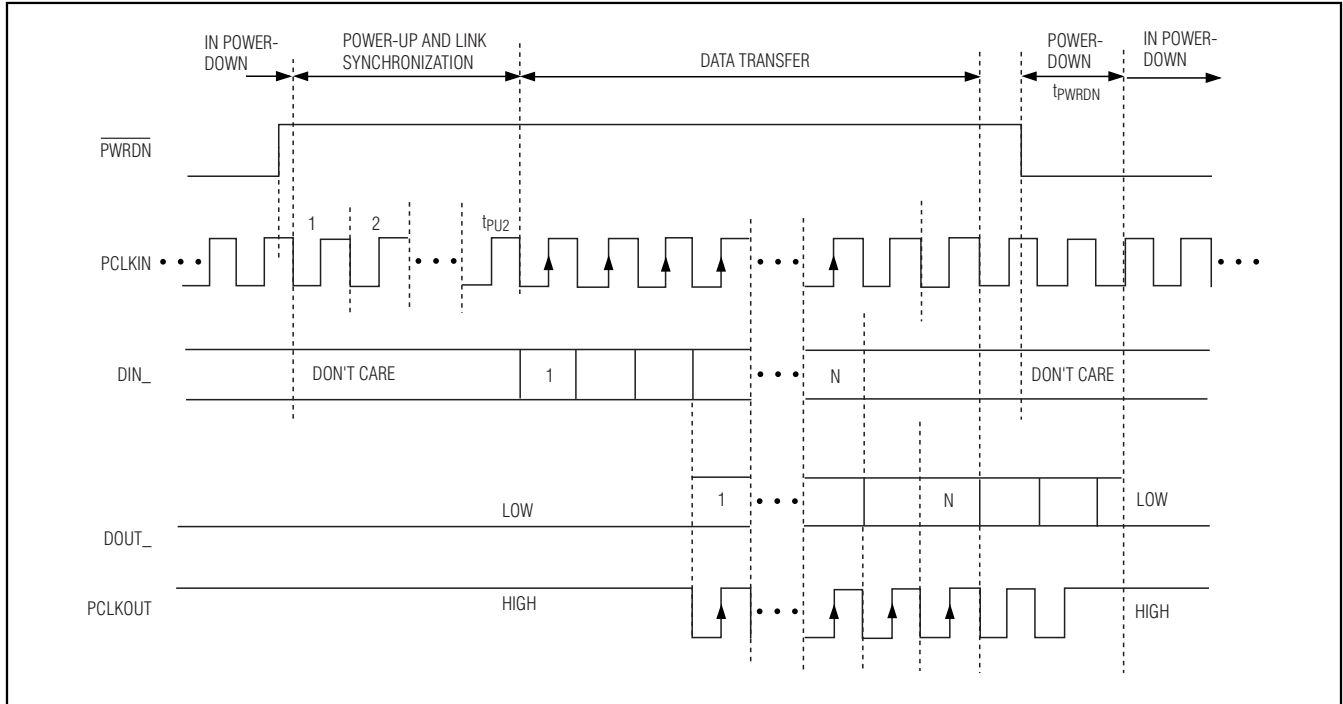 IN POWER-
DOWN
POWER-UP AND LINK
SYNCHRONIZATION
DATA TRANSFER
POWER-
DOWN
tPWRDN
IN POWER-
DOWN
PWRDN
1
2
tPU2
PCLKIN
DIN_
DON'T CARE
1
N
DON'T CARE
DOUT_
LOW
1
N
LOW
PCLKOUT
HIGH
HIGH